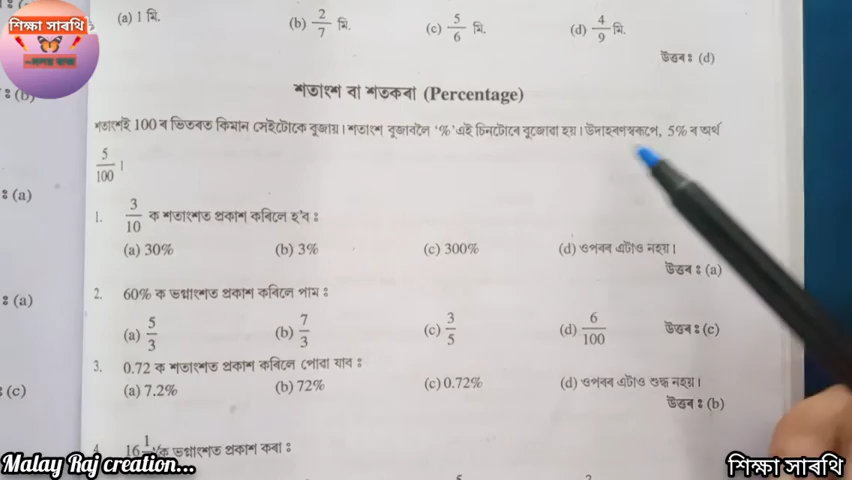 শিক্ষা সাৰথি
(a) 1 মি. (b) 2/7 মি. (c) 5/6 মি. (d) 4/9 মি.
উত্তৰঃ (d)
ঃ (b)
শতাংশ বা শতকৰা (Percentage)
শতাংশই 100 ৰ ভিতৰত কিমান সেইটোকে বুজায়। শতাংশ বুজাবলৈ ‘%’ এই চিনটোৰে বুজোৱা হয়। উদাহৰণস্বৰূপে, 5% ৰ অৰ্থ
5/100।
ঃ (a)
1. 3/10 ক শতাংশত প্ৰকাশ কৰিলে হ'ব ঃ
(a) 30% (b) 3% (c) 300% (d) ওপৰৰ এটাও নহয়।
উত্তৰঃ (a)
ঃ (a)
2. 60% ক ভগ্নাংশত প্ৰকাশ কৰিলে পাম ঃ
(a) 5/3 (b) 7/3 (c) 3/5 (d) 6/100 উত্তৰঃ (c)
3. 0.72 ক শতাংশত প্ৰকাশ কৰিলে পোৱা যাব ঃ
ঃ (c)
(a) 7.2% (b) 72% (c) 0.72% (d) ওপৰৰ এটাও শুদ্ধ নহয়।
উত্তৰঃ (b)
4. ক ভগ্নাংশত প্ৰকাশ কৰা ঃ
Malay Raj creation...
শিক্ষা সাৰথি